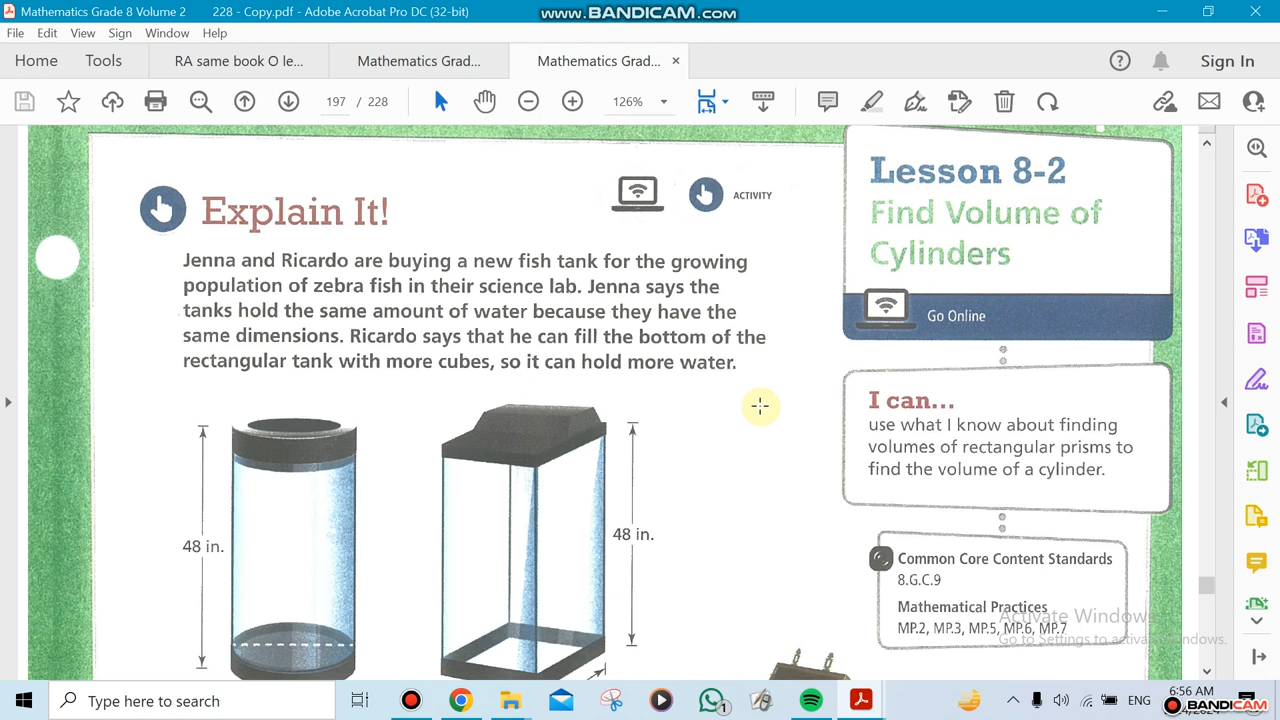 Mathematics Grade 8 Volume 2 228 - Copy.pdf - Adobe Acrobat Pro DC (32-bit)
www.BANDICAM.com
File Edit View Sign Window Help
Home Tools RA same book O le... Mathematics Grad... Mathematics Grad... × Sign In
197 / 228 126%
Explain It!
ACTIVITY
Jenna and Ricardo are buying a new fish tank for the growing
population of zebra fish in their science lab. Jenna says the
tanks hold the same amount of water because they have the
same dimensions. Ricardo says that he can fill the bottom of the
rectangular tank with more cubes, so it can hold more water.
48 in.
48 in.
Lesson 8-2
Find Volume of
Cylinders
Go Online
I can...
use what I know about finding
volumes of rectangular prisms to
find the volume of a cylinder.
Common Core Content Standards
8.G.C.9
Mathematical Practices
MP.2, MP.3, MP.5, MP.6, MP.7
Activate Windows
Go to Settings to activate Windows.
Type here to search
1
ENG
6:56 AM
BANDICAM